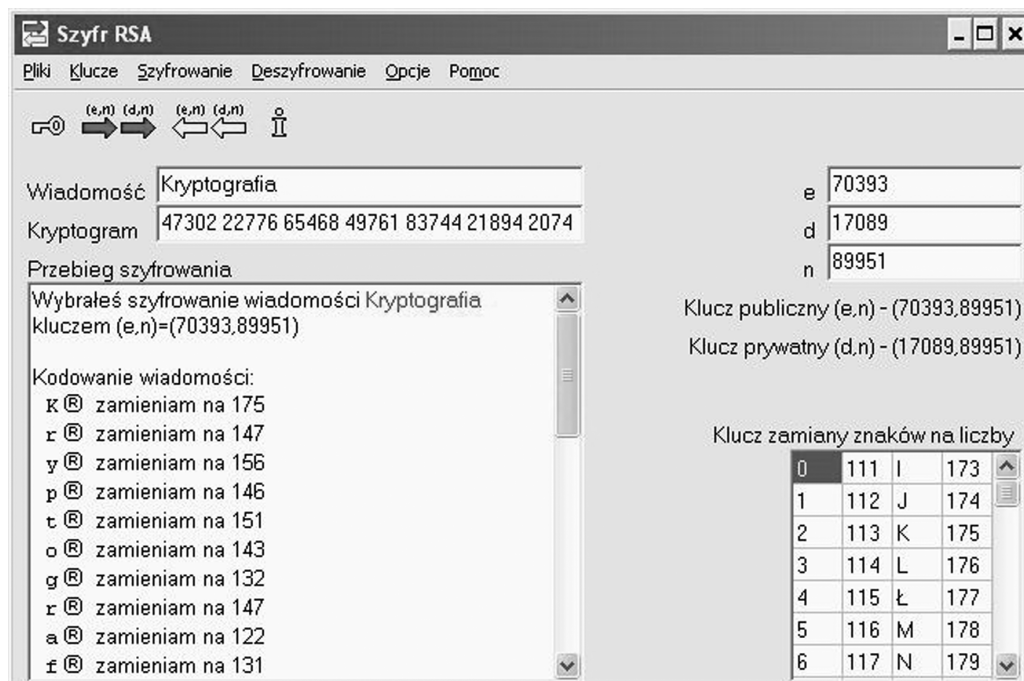 Szyfr RSA
Pliki Klucze Szyfrowanie Deszyfrowanie Opcje Pomoc
(e,n) (d,n) (e,n) (d,n)
Wiadomość Kryptografia
Kryptogram 47302 22776 65468 49761 83744 21894 2074
e 70393
d 17089
n 89951
Przebieg szyfrowania
Wybrałeś szyfrowanie wiadomości Kryptografia
kluczem (e,n)=(70393,89951)
Kodowanie wiadomości:
K ® zamieniam na 175
r ® zamieniam na 147
y ® zamieniam na 156
p ® zamieniam na 146
t ® zamieniam na 151
o ® zamieniam na 143
g ® zamieniam na 132
r ® zamieniam na 147
a ® zamieniam na 122
f ® zamieniam na 131
Klucz publiczny (e,n) - (70393,89951)
Klucz prywatny (d,n) - (17089,89951)
Klucz zamiany znaków na liczby
0 111 I 173
1 112 J 174
2 113 K 175
3 114 L 176
4 115 Ł 177
5 116 M 178
6 117 N 179